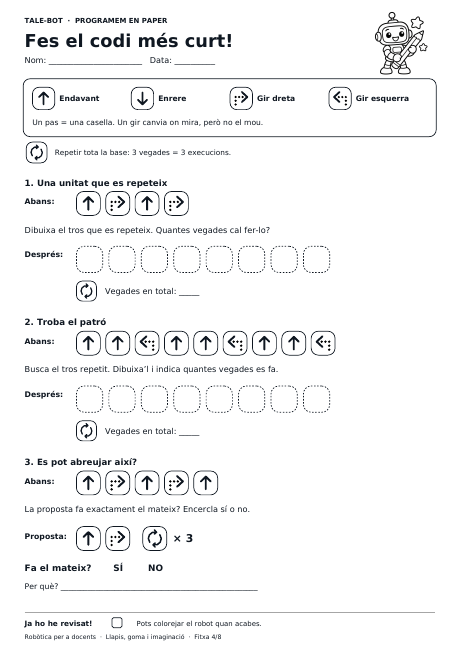 TALE-BOT · PROGRAMEM EN PAPER
Fes el codi més curt!
Nom: ______________________ Data: __________
Endavant Enrere Gir dreta Gir esquerra
Un pas = una casella. Un gir canvia on mira, però no el mou.
Repetir tota la base: 3 vegades = 3 execucions.
1. Una unitat que es repeteix
Abans:
Dibuixa el tros que es repeteix. Quantes vegades cal fer-lo?
Després:
Vegades en total: _____
2. Troba el patró
Abans:
Busca el tros repetit. Dibuixa'l i indica quantes vegades es fa.
Després:
Vegades en total: _____
3. Es pot abreujar així?
Abans:
La proposta fa exactament el mateix? Encercla sí o no.
Proposta: × 3
Fa el mateix? SÍ NO
Per què? ______________________________________________
Ja ho he revisat! Pots colorejar el robot quan acabes.
Robòtica per a docents · Llapis, goma i imaginació · Fitxa 4/8